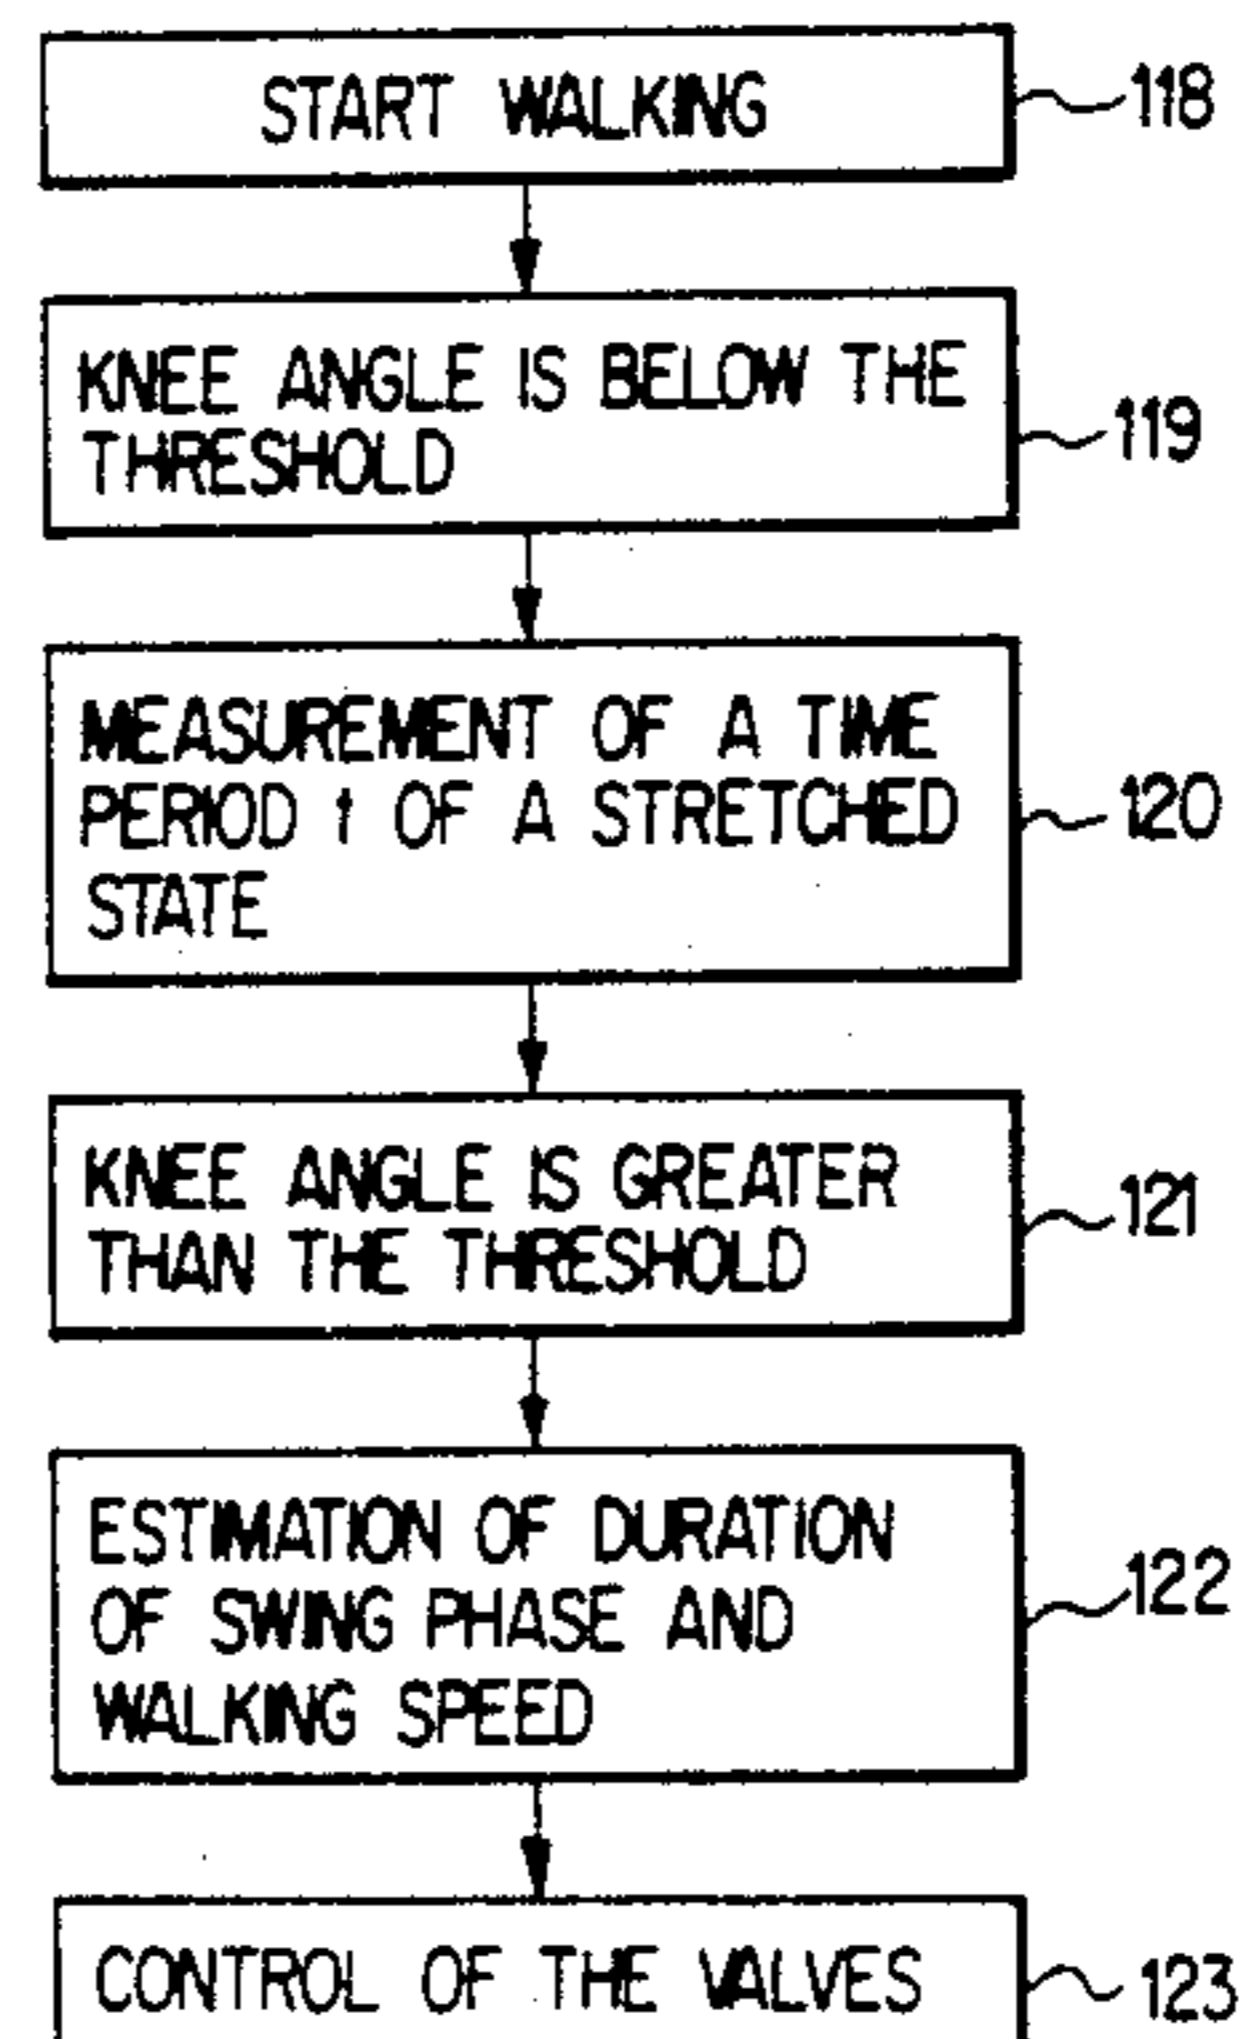 START WALKING
118
KNEE ANGLE IS BELOW THE
THRESHOLD
119
MEASUREMENT OF A TIME
PERIOD t OF A STRETCHED
STATE
120
KNEE ANGLE IS GREATER
THAN THE THRESHOLD
121
ESTIMATION OF DURATION
OF SWING PHASE AND
WALKING SPEED
122
CONTROL OF THE VALVES
123